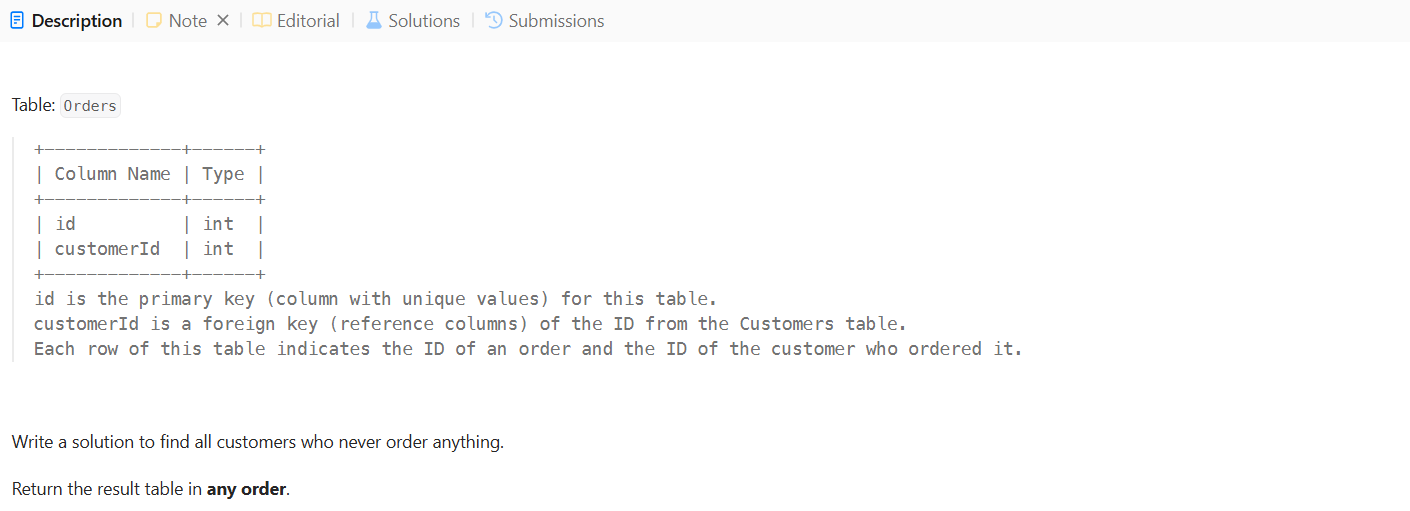 Description | Note × | Editorial | Solutions | Submissions
Table: Orders
+-------------+------+
| Column Name | Type |
+-------------+------+
| id          | int  |
| customerId  | int  |
+-------------+------+
id is the primary key (column with unique values) for this table.
customerId is a foreign key (reference columns) of the ID from the Customers table.
Each row of this table indicates the ID of an order and the ID of the customer who ordered it.
Write a solution to find all customers who never order anything.
Return the result table in any order.